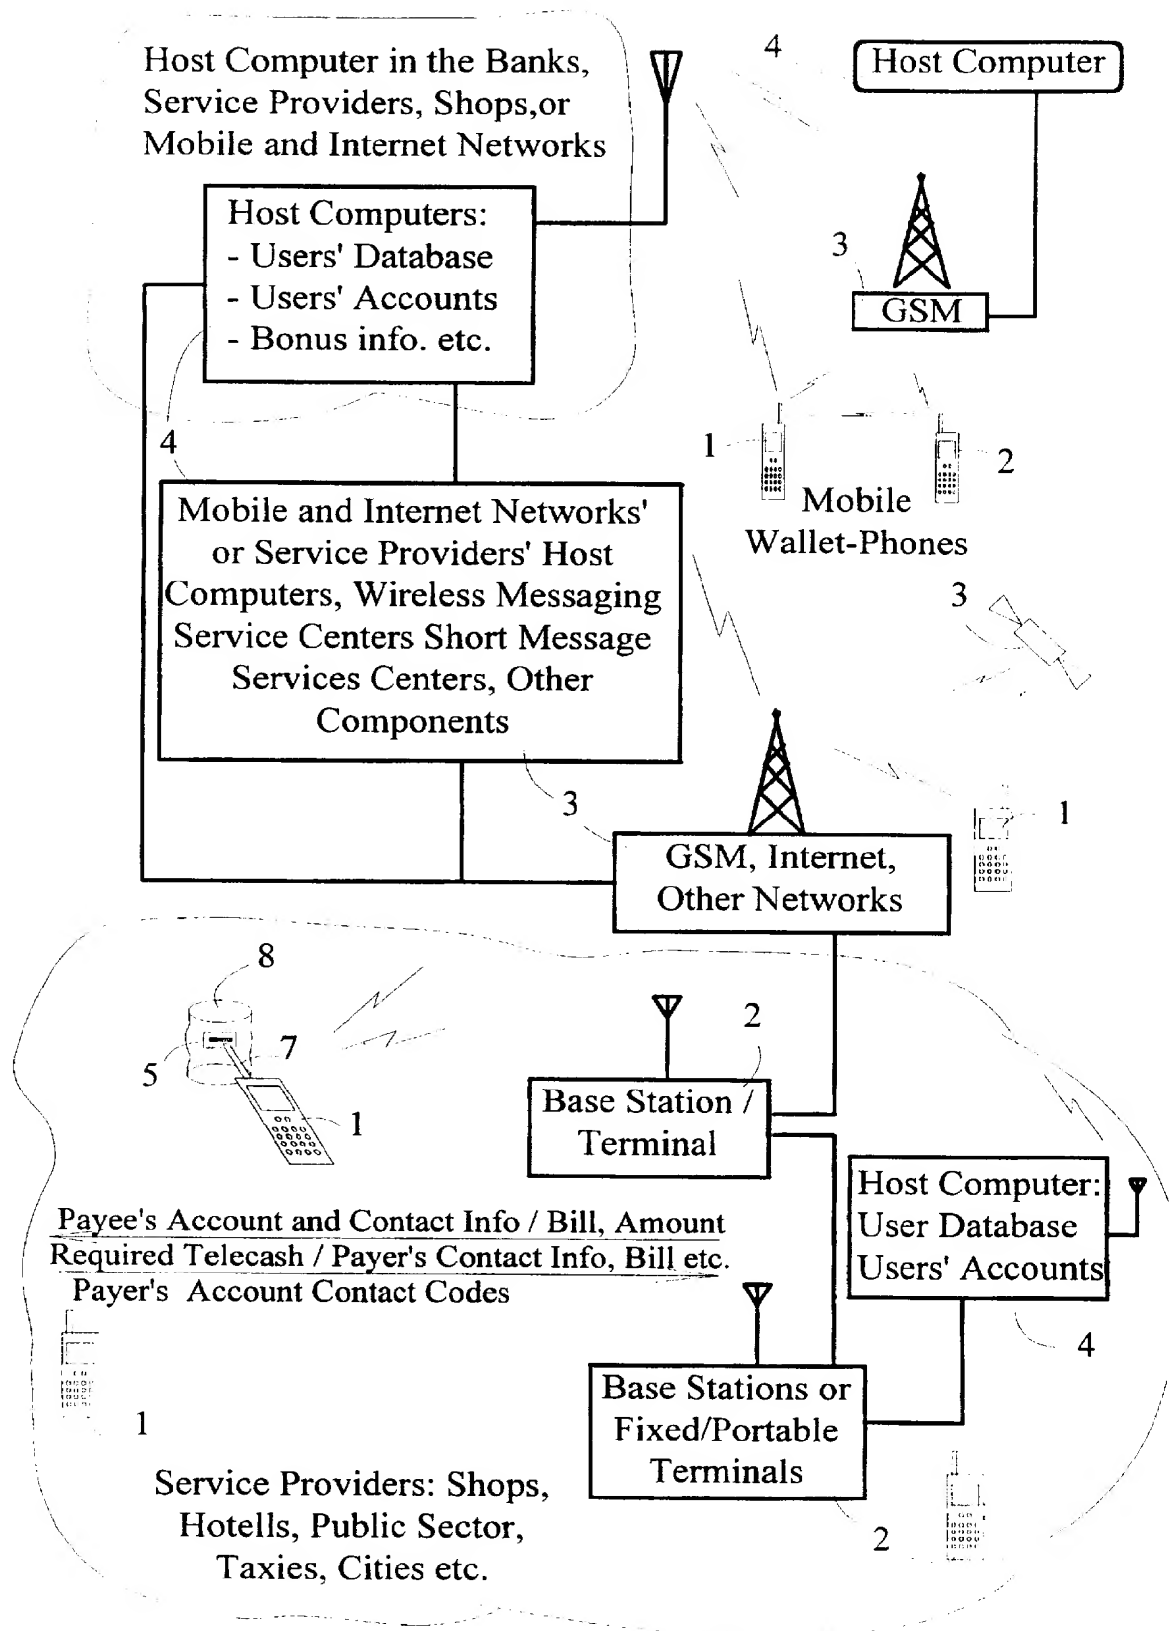 Host Computer in the Banks,
Service Providers, Shops,or
Mobile and Internet Networks
4
Host Computer
Host Computers:
- Users' Database
- Users' Accounts
- Bonus info. etc.
3
GSM
4
1
2
Mobile
Wallet-Phones
Mobile and Internet Networks'
or Service Providers' Host
Computers, Wireless Messaging
Service Centers Short Message
Services Centers, Other
Components
3
3
1
GSM, Internet,
Other Networks
8
5
7
1
2
Base Station /
Terminal
Host Computer:
User Database
Users' Accounts
4
Payee's Account and Contact Info / Bill, Amount
Required Telecash / Payer's Contact Info, Bill etc.
Payer's Account Contact Codes
1
Base Stations or
Fixed/Portable
Terminals
2
Service Providers: Shops,
Hotells, Public Sector,
Taxies, Cities etc.